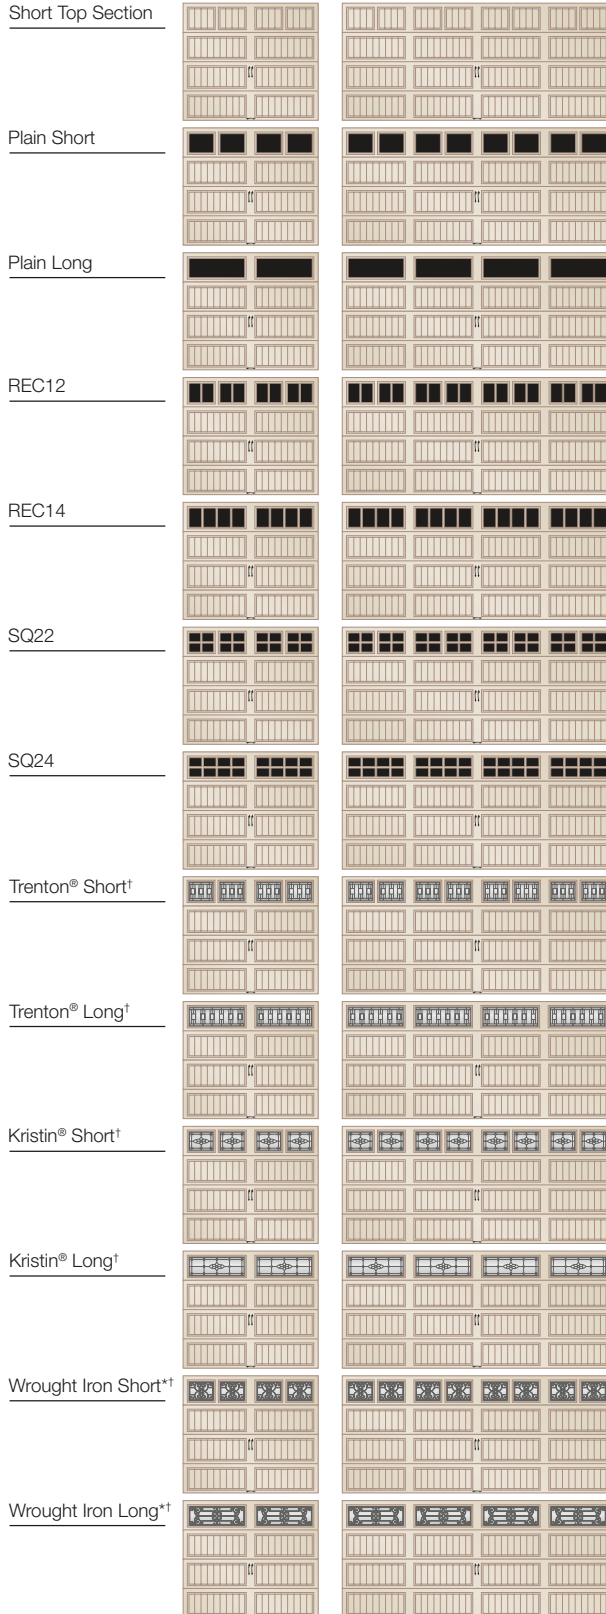 Short Top Section
Plain Short
Plain Long
REC12
REC14
SQ22
SQ24
Trenton® Short†
Trenton® Long†
Kristin® Short†
Kristin® Long†
Wrought Iron Short*†
Wrought Iron Long*†